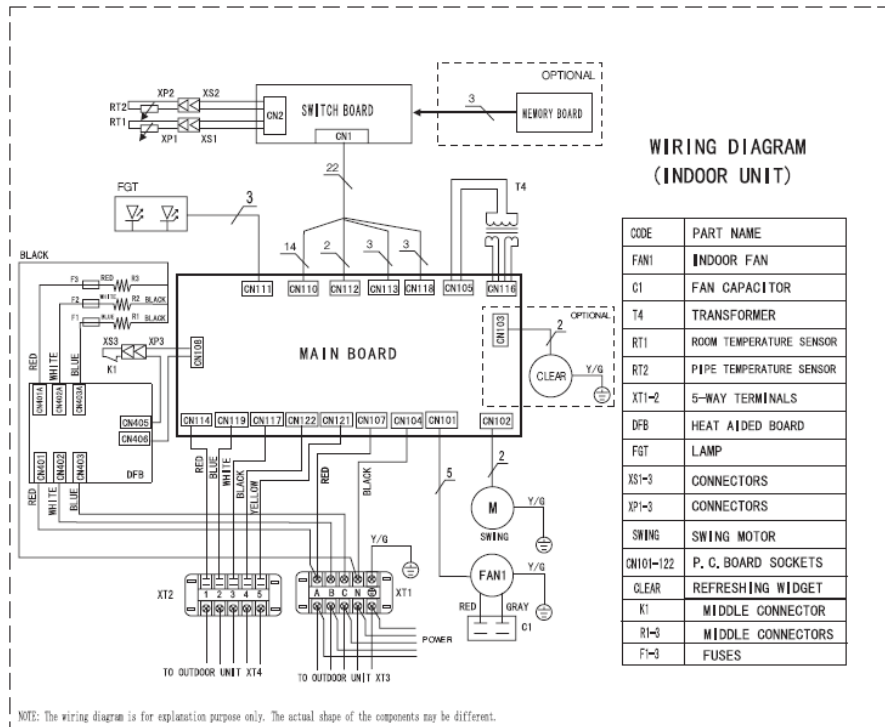 OPTIONAL
XP2 XS2
RT2
RT1
XP1 XS1
CN2
SWITCH BOARD
CN1
3
MEMORY BOARD
WIRING DIAGRAM
(INDOOR UNIT)
22
T4
FGT
3
14
2
3
3
BLACK
CN111
CN110
CN112
CN113
CN118
CN105
CN116
F3 RED R3
F2 WHITE R2 BLACK
F1 BLUE R1 BLACK
RED
WHITE
BLUE
XS3 XP3
K1
CN108
MAIN BOARD
CN103
OPTIONAL
2
CLEAR
Y/G
CN401A
CN402A
CN403A
CN405
CN406
CN401
CN402
CN403
DFB
CN114
CN119
CN117
CN122
CN121
CN107
CN104
CN101
CN102
RED
WHITE
BLUE
RED
BLUE
WHITE
BLACK
YELLOW
RED
BLACK
5
2
M
SWING
Y/G
Y/G
XT2
1 2 3 4 5
A B C N
XT1
FAN1
Y/G
RED GRAY
C1
POWER
TO OUTDOOR UNIT XT4
TO OUTDOOR UNIT XT3
CODE PART NAME
FAN1 INDOOR FAN
C1 FAN CAPACITOR
T4 TRANSFORMER
RT1 ROOM TEMPERATURE SENSOR
RT2 PIPE TEMPERATURE SENSOR
XT1-2 5-WAY TERMINALS
DFB HEAT AIDED BOARD
FGT LAMP
XS1-3 CONNECTORS
XP1-3 CONNECTORS
SWING SWING MOTOR
CN101-122 P.C.BOARD SOCKETS
CLEAR REFRESHING WIDGET
K1 MIDDLE CONNECTOR
R1-3 MIDDLE CONNECTORS
F1-3 FUSES
NOTE: The wiring diagram is for explanation purpose only. The actual shape of the components may be different.